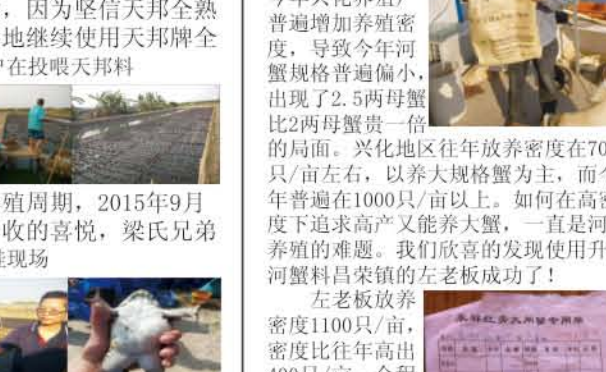 ，因为坚信天邦全熟
地继续使用天邦牌全
户在投喂天邦料
殖周期，2015年9月
收的喜悦，梁氏兄弟
现场
普遍增加养殖密
度，导致今年河
蟹规格普遍偏小，
出现了2.5两母蟹
比2两母蟹贵一倍
的局面。兴化地区往年放养密度在70
只/亩左右，以养大规格蟹为主，而今
年普遍在1000只/亩以上。如何在高密
度下追求高产又能养大蟹，一直是河
养殖的难题。我们欣喜的发现使用升
河蟹料昌荣镇的左老板成功了！
左老板放养
密度1100只/亩，
密度比往年高出